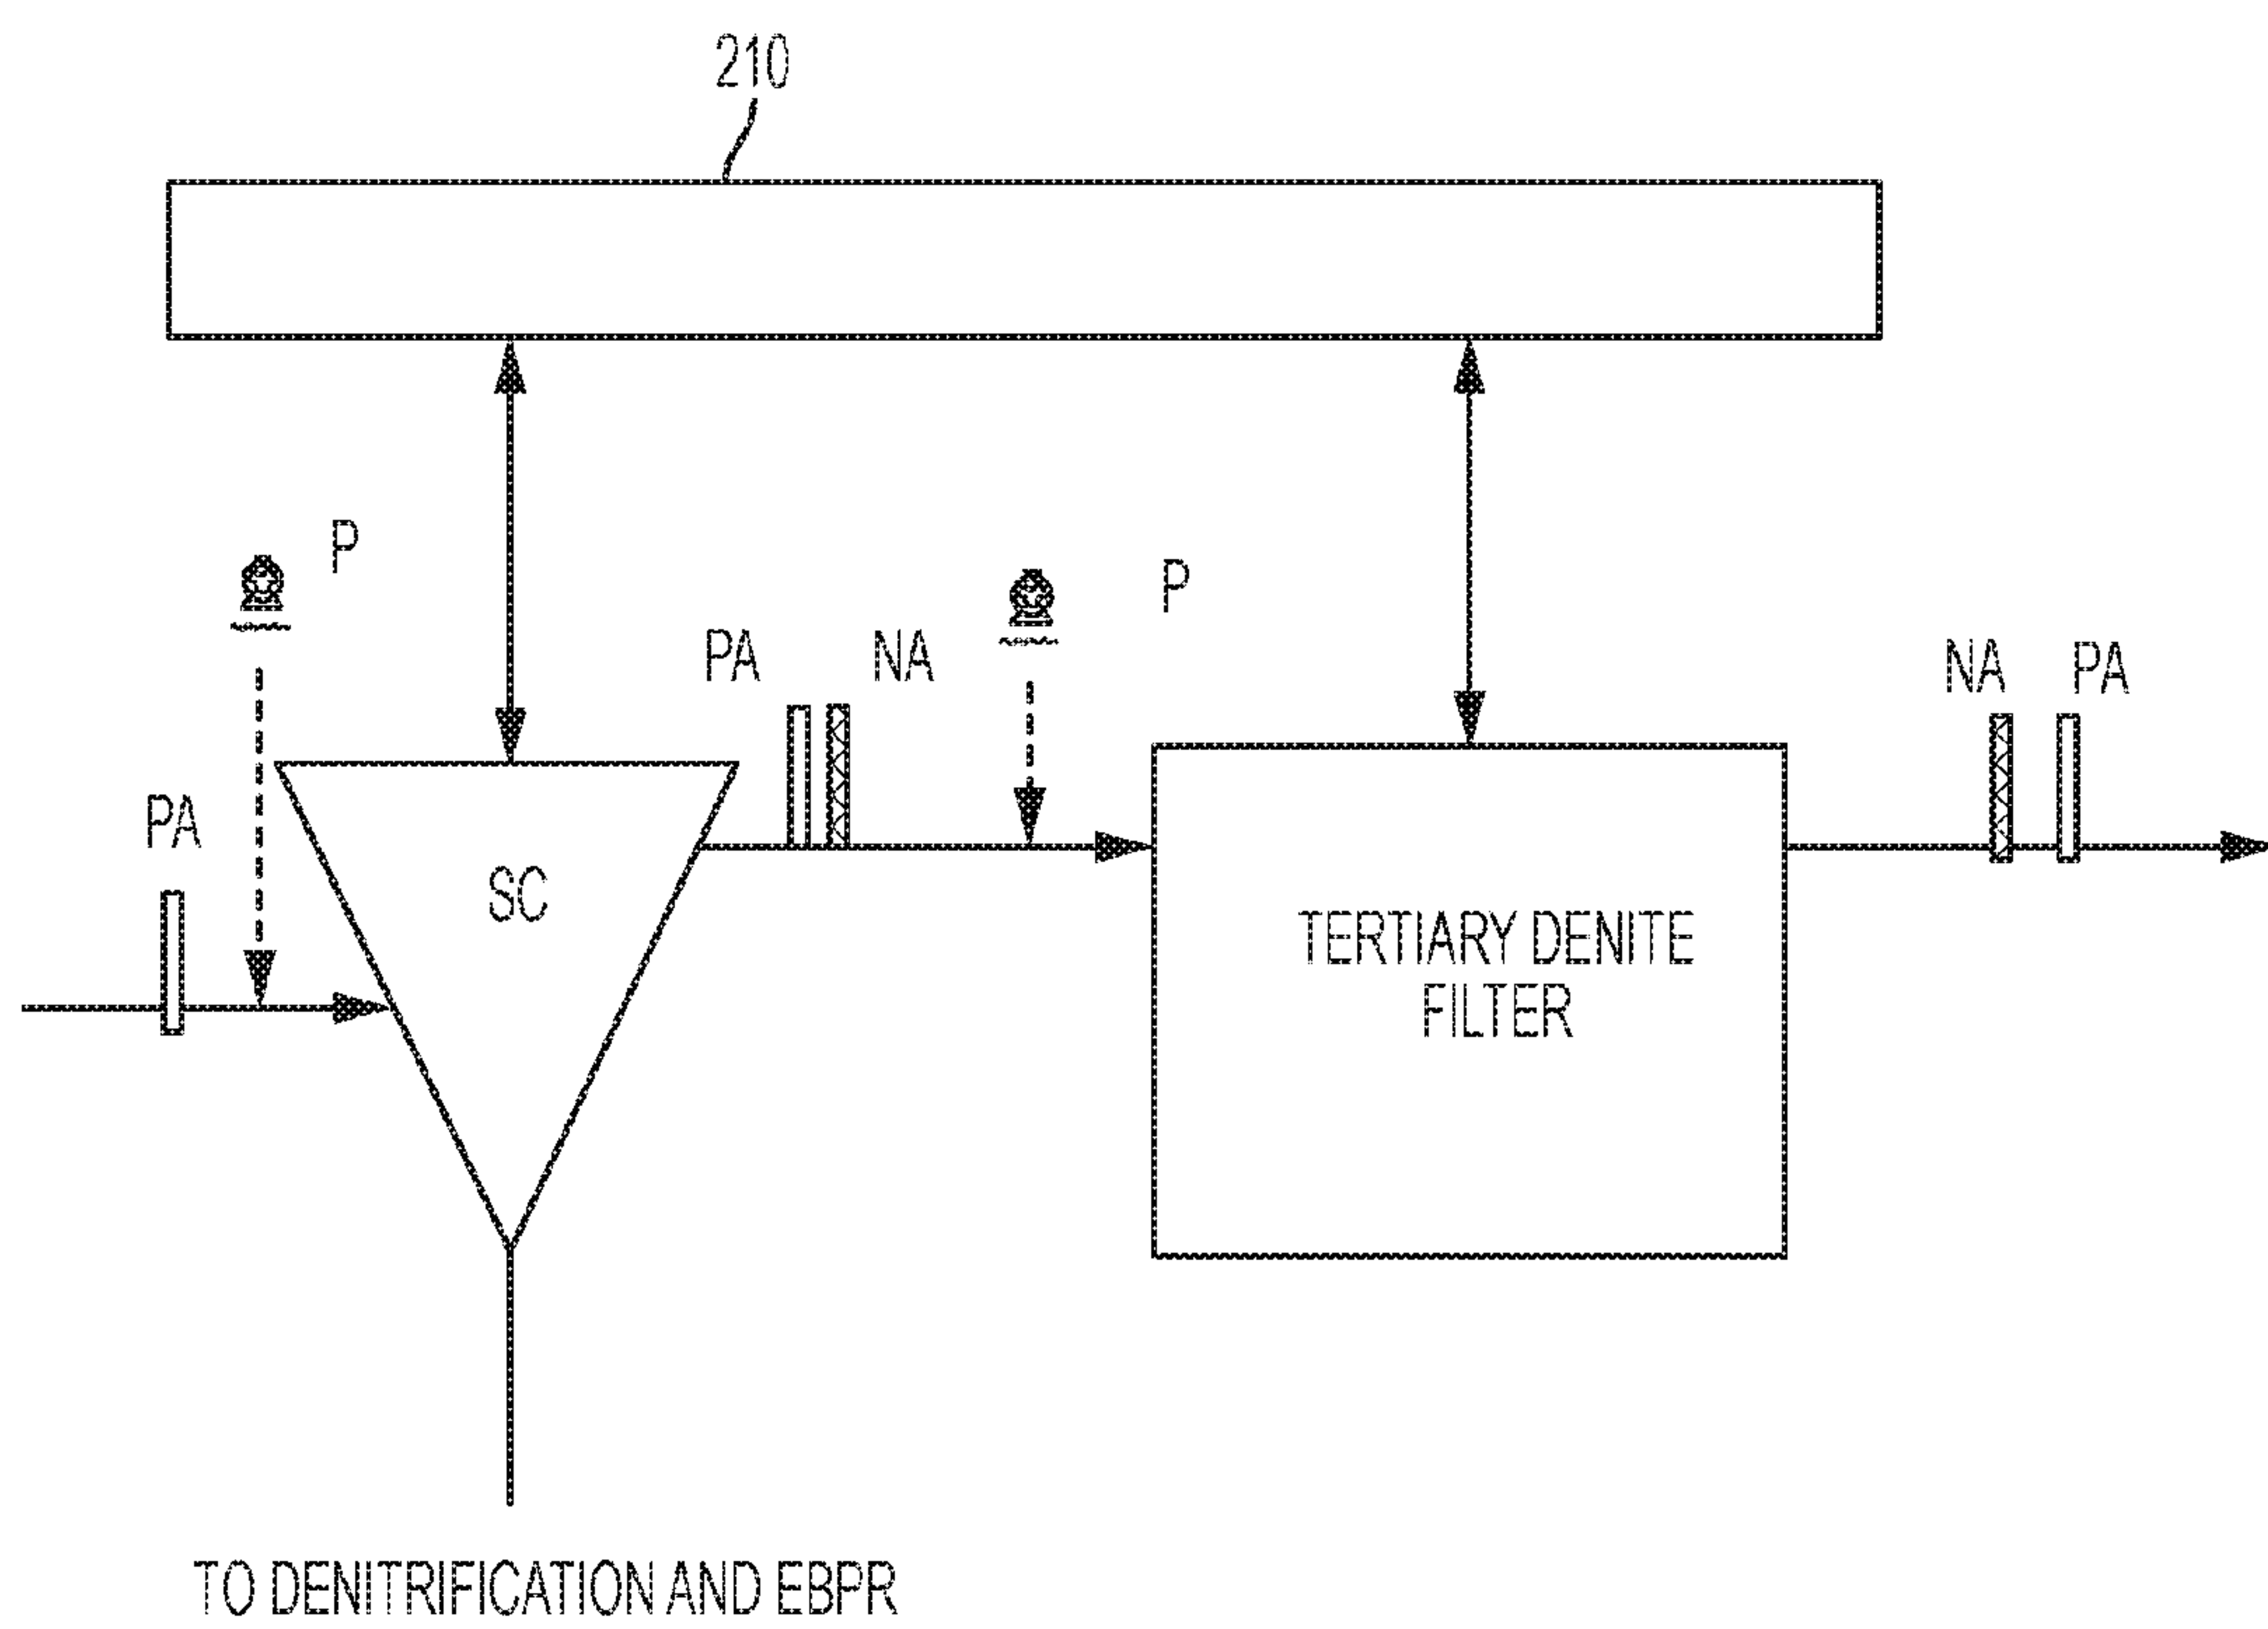 210
P
P
PA
NA
NA
PA
PA
SC
TERTIARY DENITE
FILTER
TO DENITRIFICATION AND EBPR